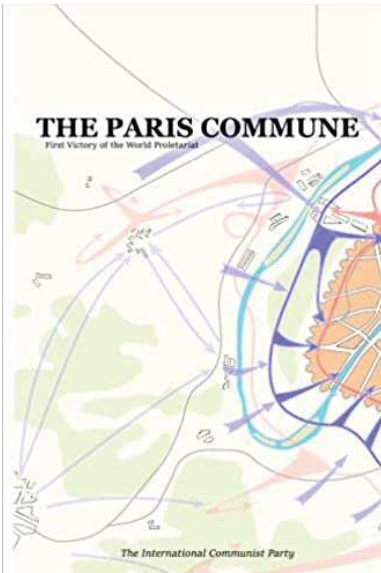 THE PARIS COMMUNE
First Victory of the World Proletariat
The International Communist Party